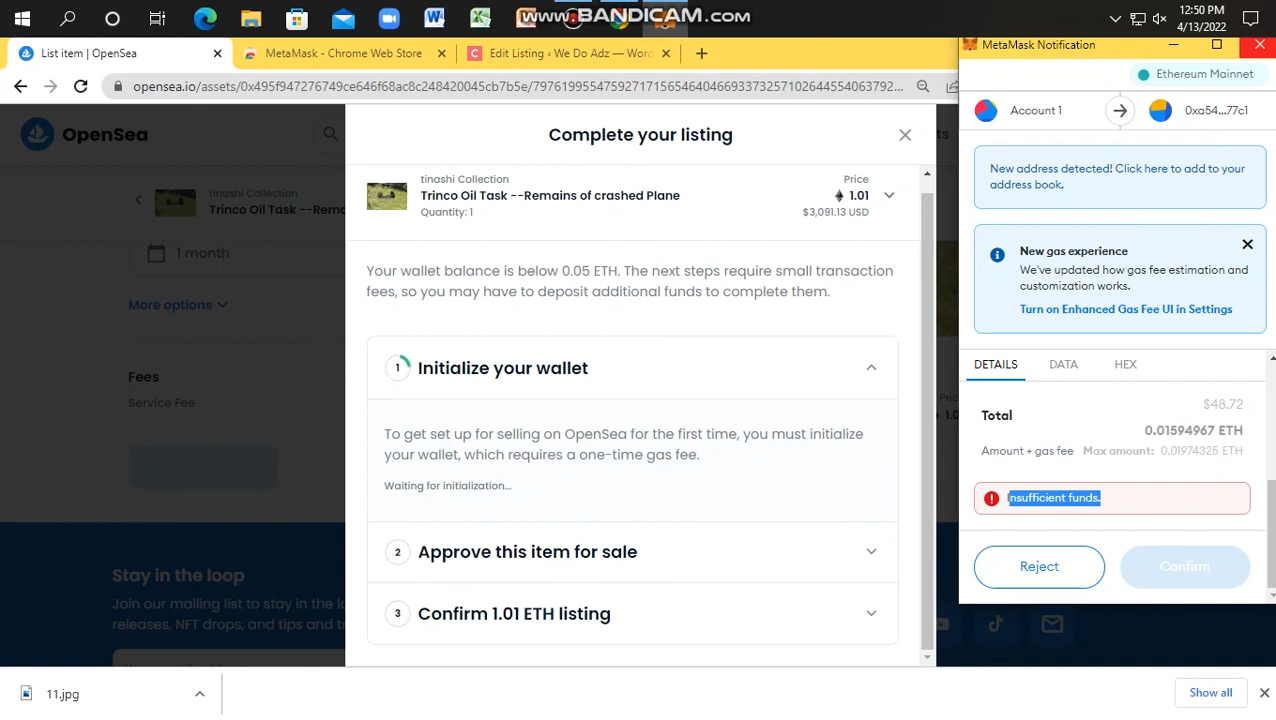 www.BANDICAM.com
12:50 PM
4/13/2022
List item | OpenSea
MetaMask - Chrome Web Store
Edit Listing ‹ We Do Adz — Word
opensea.io/assets/0x495f947276749ce646f68ac8c248420045cb7b5e/
OpenSea
tinashi Collection
Trinco Oil Task --Rema
1 month
More options
Fees
Service Fee
Stay in the loop
Join our mailing list to stay in the lo
releases, NFT drops, and tips and tr
Complete your listing
tinashi Collection
Trinco Oil Task --Remains of crashed Plane
Quantity: 1
Price
1.01
$3,091.13 USD
Your wallet balance is below 0.05 ETH. The next steps require small transaction
fees, so you may have to deposit additional funds to complete them.
1 Initialize your wallet
To get set up for selling on OpenSea for the first time, you must initialize
your wallet, which requires a one-time gas fee.
Waiting for initialization...
2 Approve this item for sale
3 Confirm 1.01 ETH listing
MetaMask Notification
Ethereum Mainnet
Account 1
0xa54...77c1
New address detected! Click here to add to your
address book.
New gas experience
We've updated how gas fee estimation and
customization works.
Turn on Enhanced Gas Fee UI in Settings
DETAILS DATA HEX
$48.72
Total
0.01594967 ETH
Amount + gas fee Max amount: 0.01974325 ETH
Insufficient funds.
Reject Confirm
11.jpg
Show all